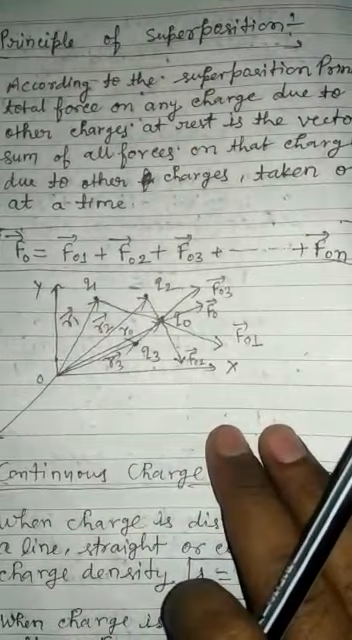 Principle of Superposition:
According to the superposition Prin
total force on any charge due to
other charges at rest is the vecto
sum of all forces on that charg
due to other charges, taken o
at a time.
F₀ = F₀₁ + F₀₂ + F₀₃ + ---- + F₀n
Y q₁ q₂ F₀₃
r₁ r₂ r₀ q₀ F₀
F₀₁
r₃ q₃ F₀₂ X
O
Continuous Charge
When charge is dis
a line, straight or c
charge density
When charge is